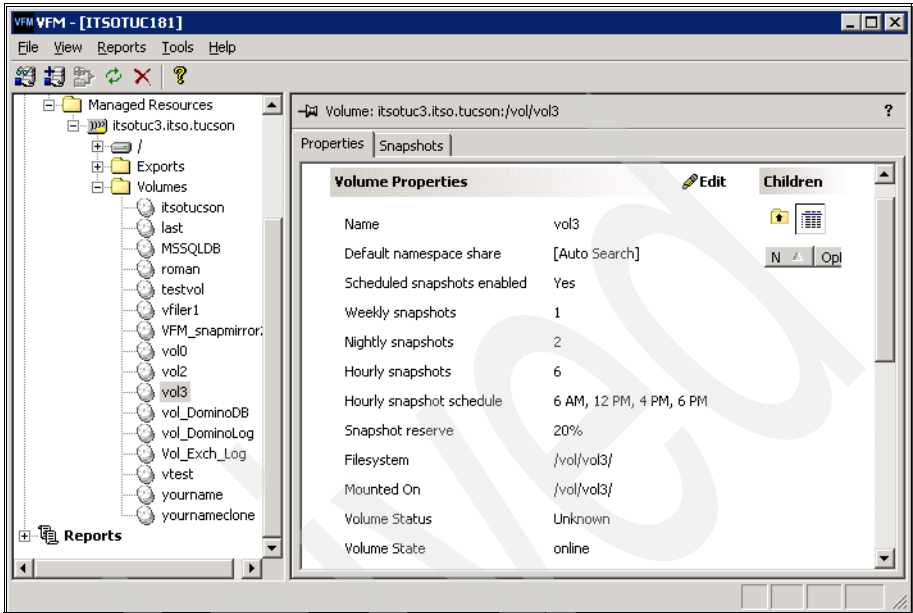 VFM VFM - [ITSOTUC181]
File View Reports Tools Help
Managed Resources
itsotuc3.itso.tucson
/
Exports
Volumes
itsotucson
last
MSSQLDB
roman
testvol
vfiler1
VFM_snapmirror
vol0
vol2
vol3
vol_DominoDB
vol_DominoLog
Vol_Exch_Log
vtest
yourname
yournameclone
Reports
Volume: itsotuc3.itso.tucson:/vol/vol3 ?
Properties Snapshots
Volume Properties Edit Children
Name vol3
Default namespace share [Auto Search] N Opl
Scheduled snapshots enabled Yes
Weekly snapshots 1
Nightly snapshots 2
Hourly snapshots 6
Hourly snapshot schedule 6 AM, 12 PM, 4 PM, 6 PM
Snapshot reserve 20%
Filesystem /vol/vol3/
Mounted On /vol/vol3/
Volume Status Unknown
Volume State online